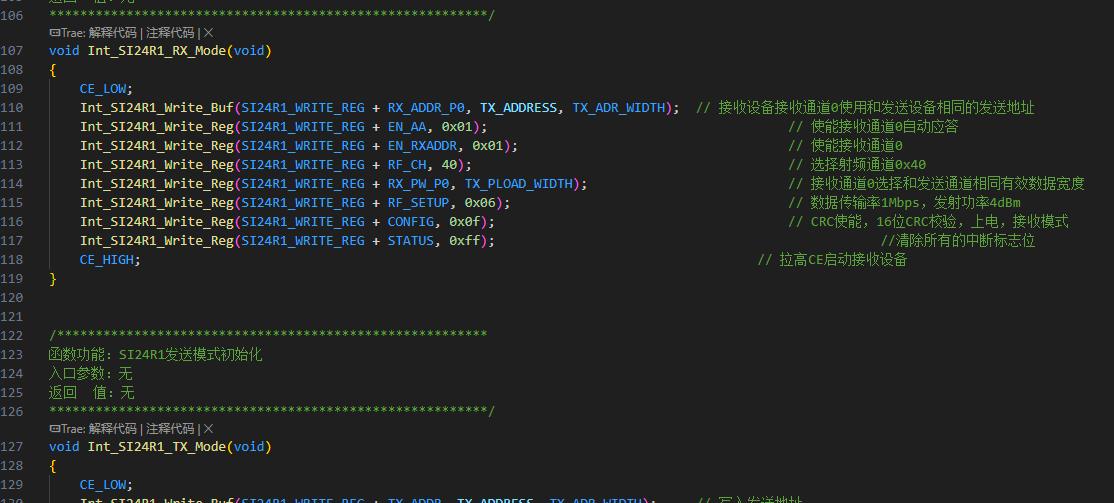 106 *********************************************************/
Trae: 解释代码 | 注释代码 | ×
107 void Int_SI24R1_RX_Mode(void)
108 {
109 CE_LOW;
110 Int_SI24R1_Write_Buf(SI24R1_WRITE_REG + RX_ADDR_P0, TX_ADDRESS, TX_ADR_WIDTH); // 接收设备接收通道0使用和发送设备相同的发送地址
111 Int_SI24R1_Write_Reg(SI24R1_WRITE_REG + EN_AA, 0x01); // 使能接收通道0自动应答
112 Int_SI24R1_Write_Reg(SI24R1_WRITE_REG + EN_RXADDR, 0x01); // 使能接收通道0
113 Int_SI24R1_Write_Reg(SI24R1_WRITE_REG + RF_CH, 40); // 选择射频通道0x40
114 Int_SI24R1_Write_Reg(SI24R1_WRITE_REG + RX_PW_P0, TX_PLOAD_WIDTH); // 接收通道0选择和发送通道相同有效数据宽度
115 Int_SI24R1_Write_Reg(SI24R1_WRITE_REG + RF_SETUP, 0x06); // 数据传输率1Mbps，发射功率4dBm
116 Int_SI24R1_Write_Reg(SI24R1_WRITE_REG + CONFIG, 0x0f); // CRC使能，16位CRC校验，上电，接收模式
117 Int_SI24R1_Write_Reg(SI24R1_WRITE_REG + STATUS, 0xff); //清除所有的中断标志位
118 CE_HIGH; // 拉高CE启动接收设备
119 }
120
121
122 /********************************************************
123 函数功能：SI24R1发送模式初始化
124 入口参数：无
125 返回 值：无
126 *********************************************************/
Trae: 解释代码 | 注释代码 | ×
127 void Int_SI24R1_TX_Mode(void)
128 {
129 CE_LOW;
130 Int_SI24R1_Write_Buf(SI24R1_WRITE_REG + TX_ADDR, TX_ADDRESS, TX_ADR_WIDTH); // 写入发送地址